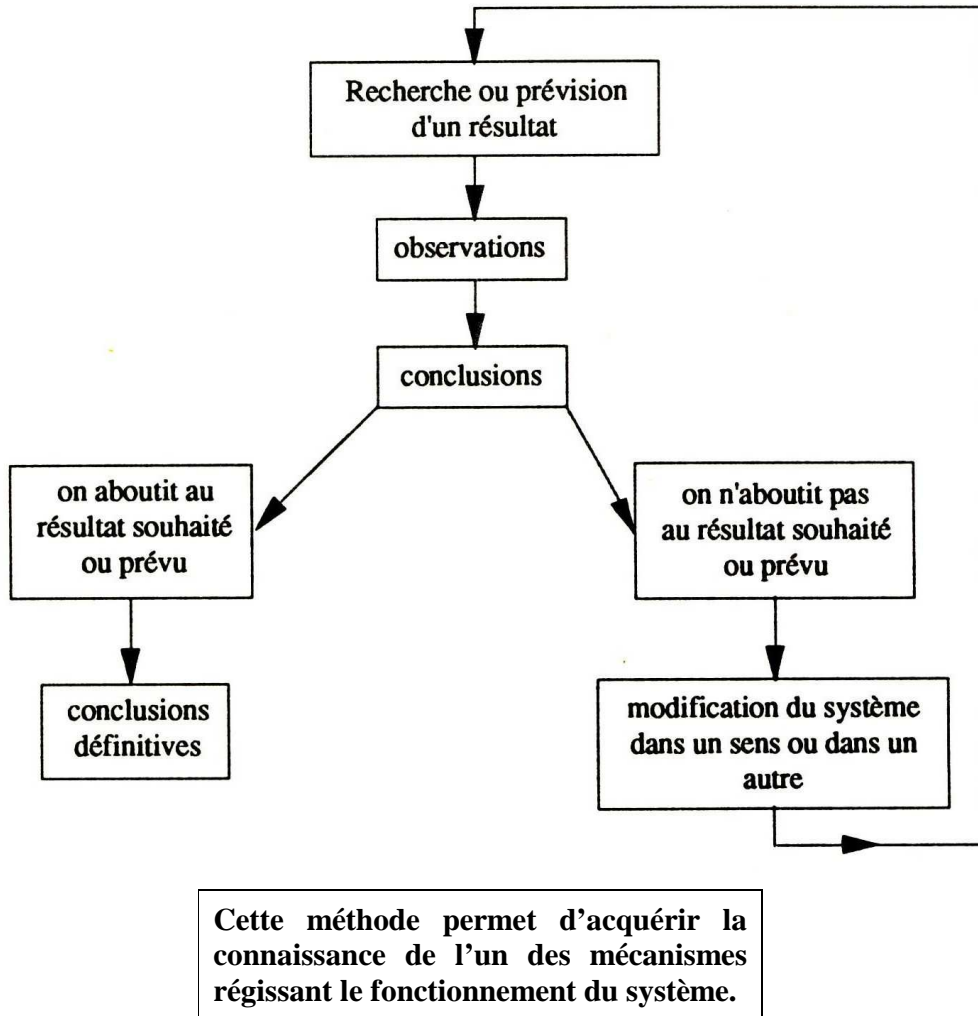 Recherche ou prévision
d'un résultat
observations
conclusions
on aboutit au
résultat souhaité
ou prévu
on n'aboutit pas
au résultat souhaité
ou prévu
conclusions
définitives
modification du système
dans un sens ou dans un
autre
Cette méthode permet d’acquérir la
connaissance de l’un des mécanismes
régissant le fonctionnement du système.